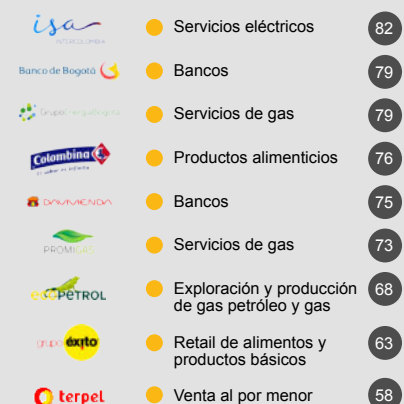 isa
INTERCOLOMBIA
Servicios eléctricos
82
Banco de Bogotá
Bancos
79
GrupoEnergíaBogotá
Servicios de gas
79
Colombina
Productos alimenticios
76
DAVIVIENDA
Bancos
75
PROMIGAS
Servicios de gas
73
ecoPETROL
Exploración y producción
de gas petróleo y gas
68
grupo éxito
Retail de alimentos y
productos básicos
63
terpel
Venta al por menor
58